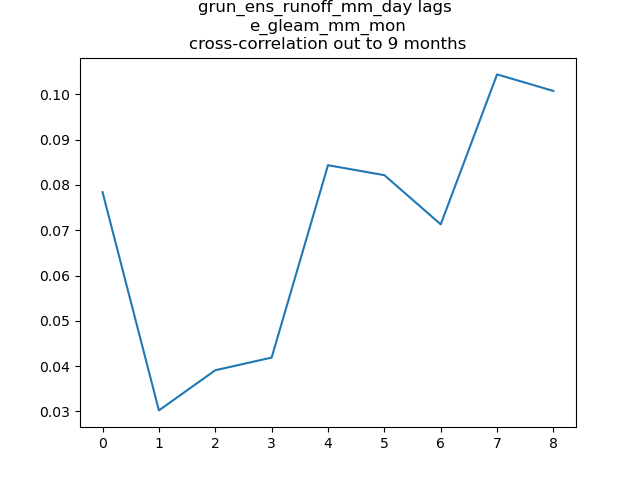 grun_ens_runoff_mm_day lags
e_gleam_mm_mon
cross-correlation out to 9 months
0.10
0.09
0.08
0.07
0.06
0.05
0.04
0.03
0 1 2 3 4 5 6 7 8